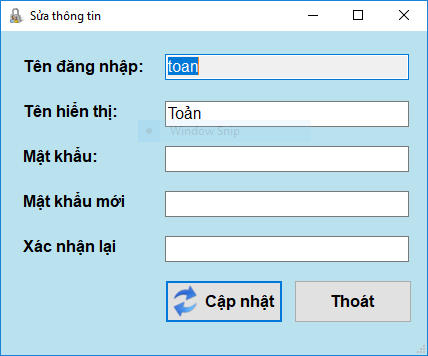 Sửa thông tin
Tên đăng nhập: toan
Tên hiển thị: Toản
Window Snip
Mật khẩu:
Mật khẩu mới
Xác nhận lại
Cập nhật Thoát